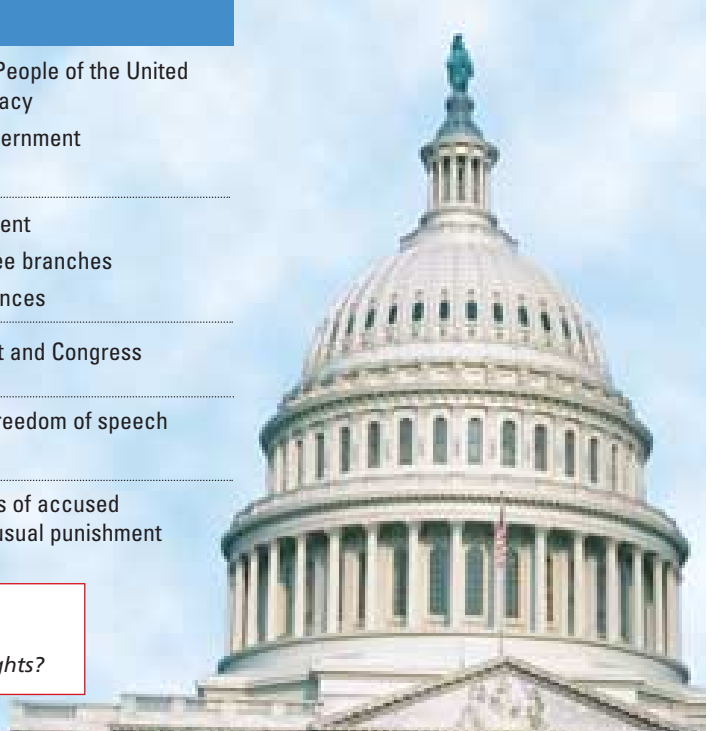 People of the United
acy
ernment
ent
ee branches
nces
t and Congress
reedom of speech
s of accused
usual punishment
ghts?